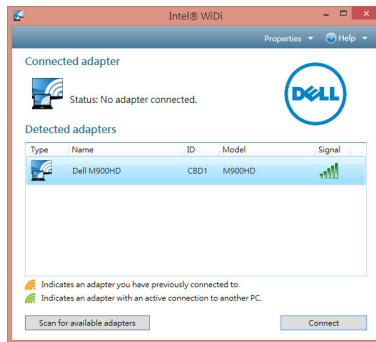 Intel® WiDi
Properties Help
Connected adapter
Status: No adapter connected.
DELL
Detected adapters
Type Name ID Model Signal
Dell M900HD C8D1 M900HD
Indicates an adapter you have previously connected to.
Indicates an adapter with an active connection to another PC.
Scan for available adapters Connect